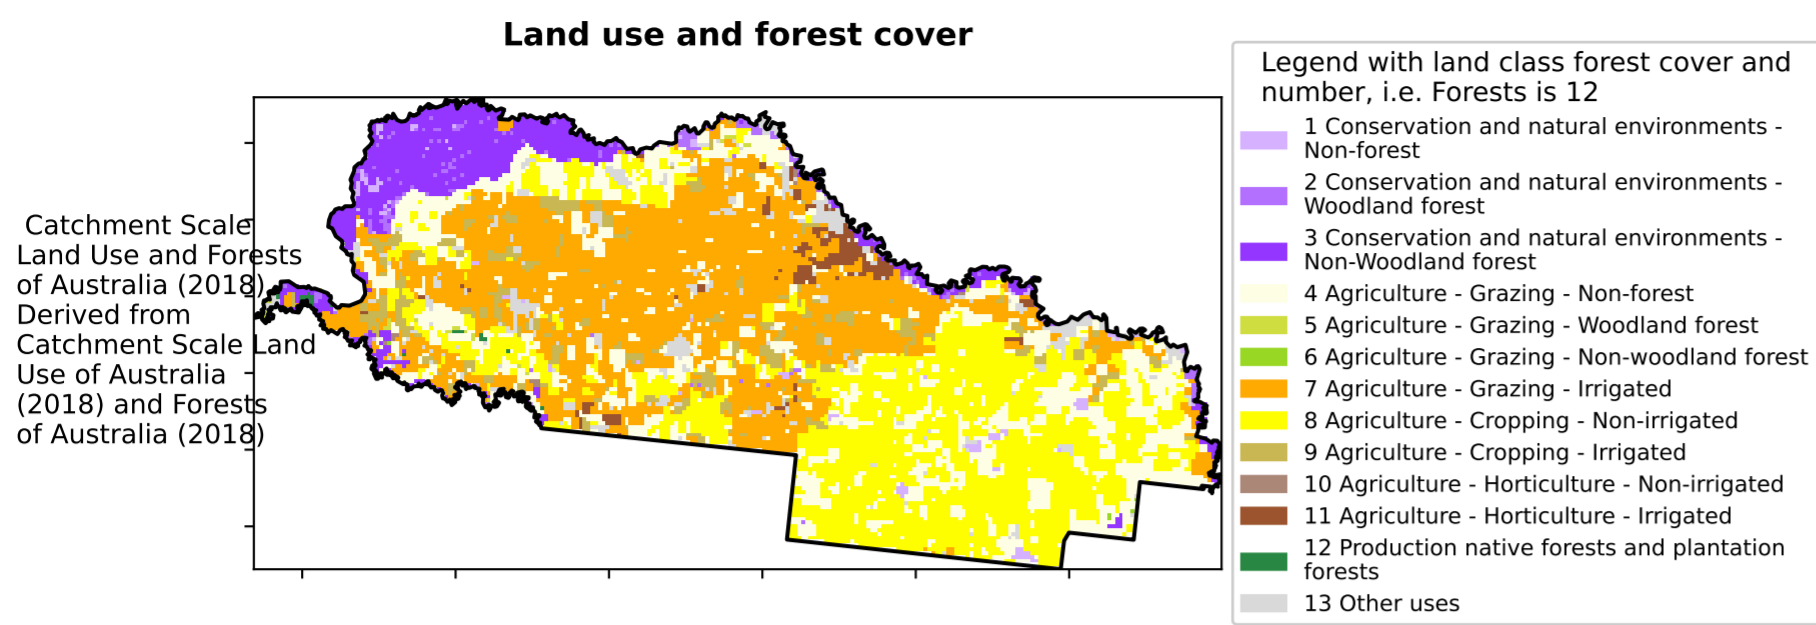 Land use and forest cover
Catchment Scale
Land Use and Forests
of Australia (2018)
Derived from
Catchment Scale Land
Use of Australia
(2018) and Forests
of Australia (2018)
Legend with land class forest cover and
number, i.e. Forests is 12
1 Conservation and natural environments -
Non-forest
2 Conservation and natural environments -
Woodland forest
3 Conservation and natural environments -
Non-Woodland forest
4 Agriculture - Grazing - Non-forest
5 Agriculture - Grazing - Woodland forest
6 Agriculture - Grazing - Non-woodland forest
7 Agriculture - Grazing - Irrigated
8 Agriculture - Cropping - Non-irrigated
9 Agriculture - Cropping - Irrigated
10 Agriculture - Horticulture - Non-irrigated
11 Agriculture - Horticulture - Irrigated
12 Production native forests and plantation
forests
13 Other uses